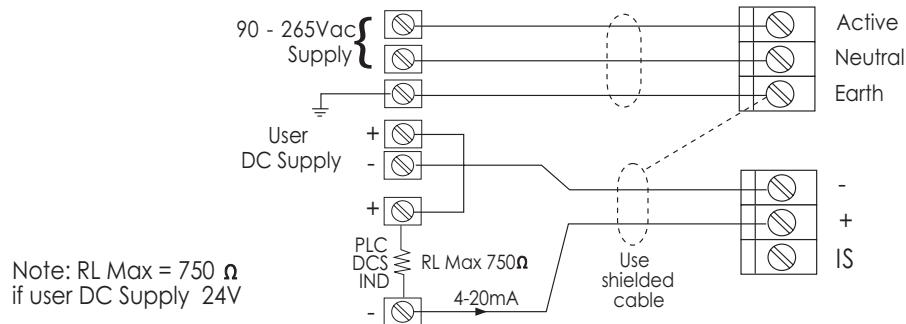 90 - 265Vac
Supply
Active
Neutral
Earth
User
DC Supply
+
-
+
PLC
DCS
IND
RL Max 750Ω
-
4-20mA
Use
shielded
cable
-
+
IS
Note: RL Max = 750 Ω
if user DC Supply 24V